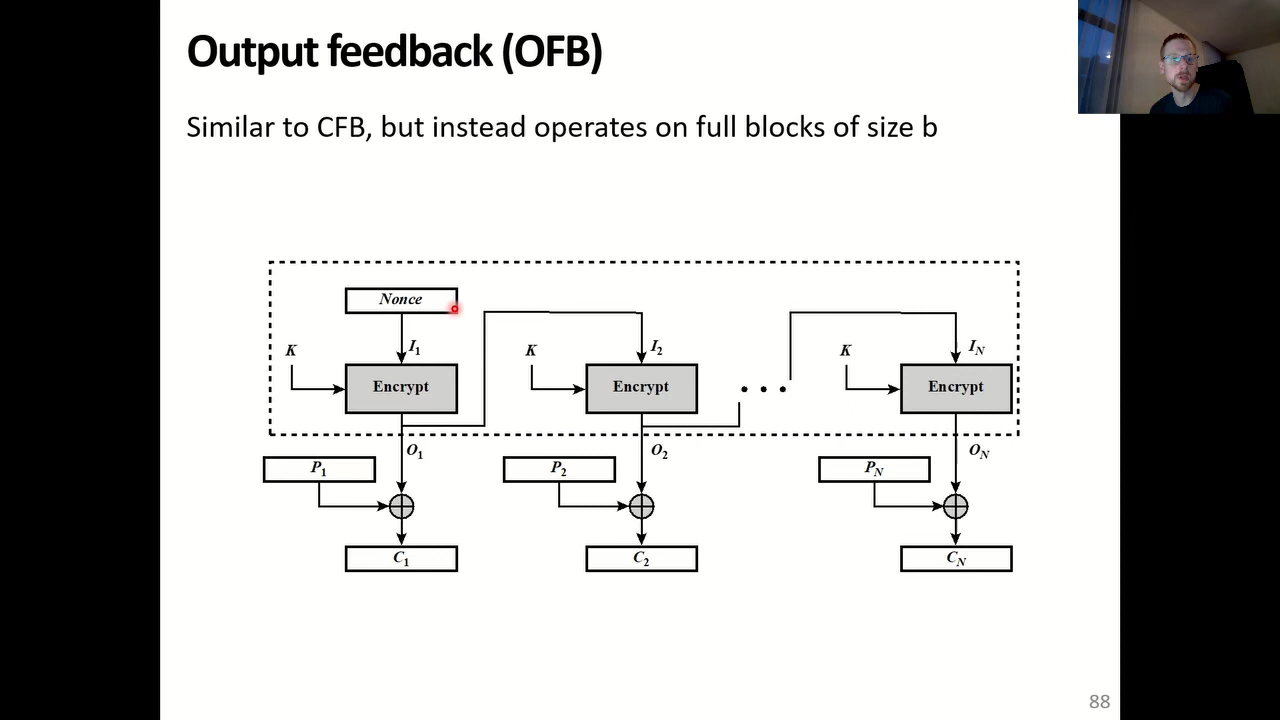 Output feedback (OFB)
Similar to CFB, but instead operates on full blocks of size b
Nonce
K I1 K I2 K IN
Encrypt Encrypt Encrypt
O1 O2 ON
P1 P2 PN
C1 C2 CN
88